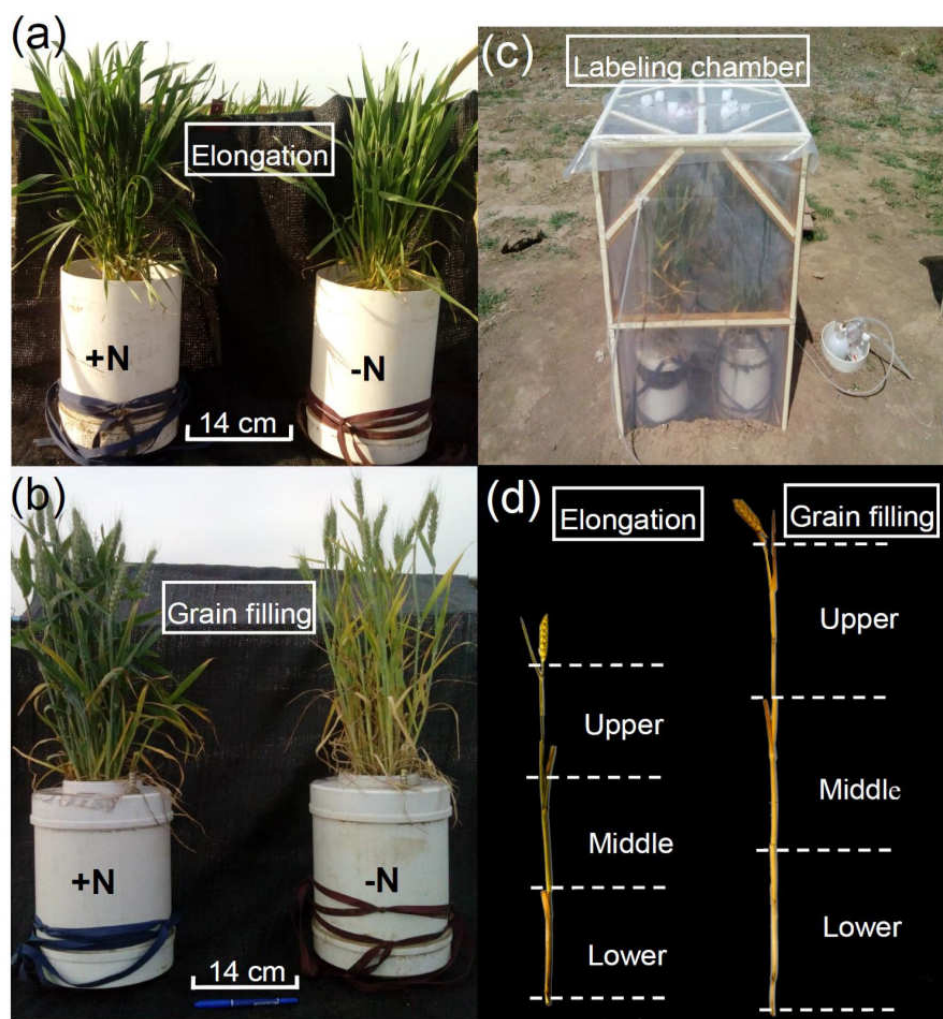 (a)
Elongation
+N
-N
14 cm
(b)
Grain filling
+N
-N
14 cm
(c)
Labeling chamber
(d)
Elongation
Grain filling
Upper
Middle
Lower
Upper
Middle
Lower